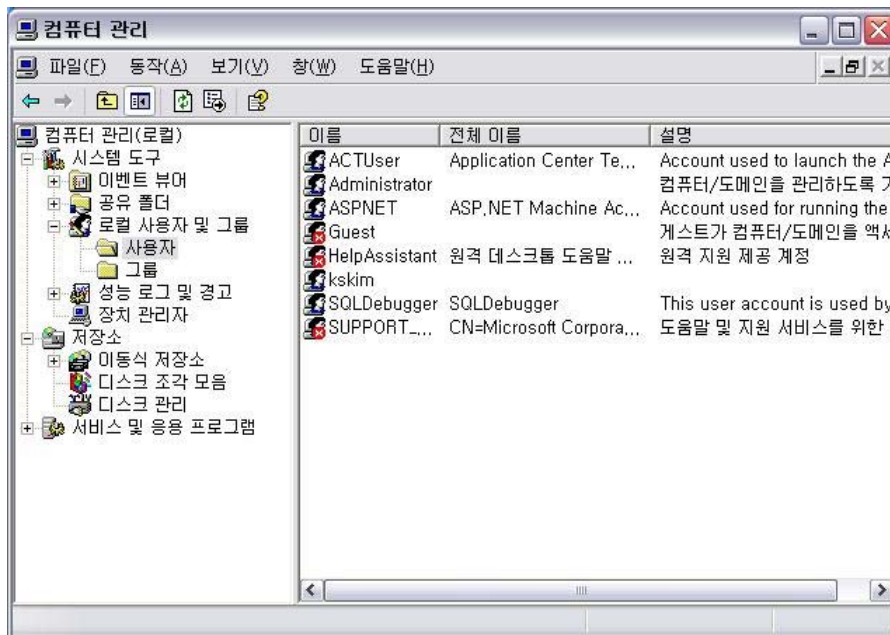 컴퓨터 관리
파일(F) 동작(A) 보기(V) 창(W) 도움말(H)
컴퓨터 관리(로컬)
시스템 도구
이벤트 뷰어
공유 폴더
로컬 사용자 및 그룹
사용자
그룹
성능 로그 및 경고
장치 관리자
저장소
이동식 저장소
디스크 조각 모음
디스크 관리
서비스 및 응용 프로그램
이름 전체 이름 설명
ACTUser Application Center Te... Account used to launch the A
Administrator 컴퓨터/도메인을 관리하도록
ASPNET ASP.NET Machine Ac... Account used for running the
Guest 게스트가 컴퓨터/도메인을
HelpAssistant 원격 데스크톱 도움말 ... 원격 지원 제공 계정
kskim
SQLDebugger SQLDebugger This user account is used by
SUPPORT_... CN=Microsoft Corpora... 도움말 및 지원 서비스를 위한